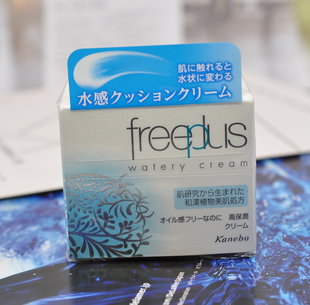 肌に触れると
水状に変わる
水感クッションクリーム
freeplus
watery cream
肌研究から生まれた
和漢植物美肌処方
オイル感フリーなのに 高保潤
クリーム
Kanebo